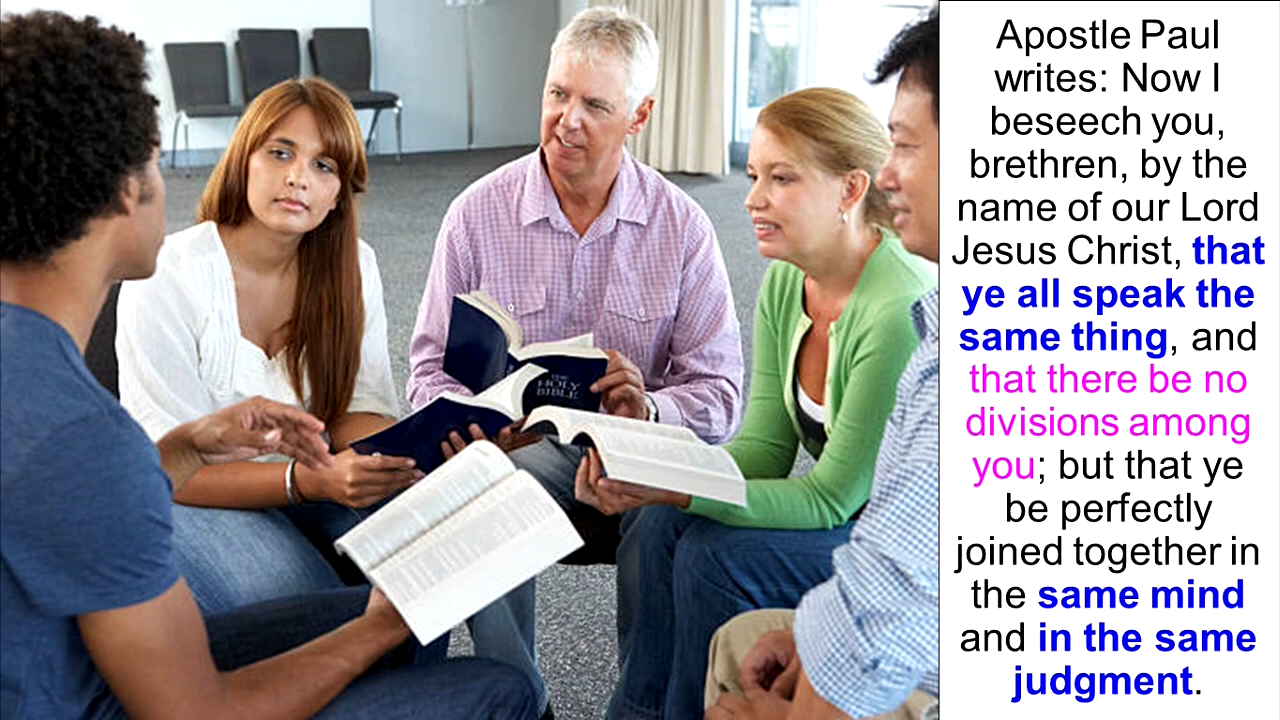 Apostle Paul
writes: Now I
beseech you,
brethren, by the
name of our Lord
Jesus Christ, that
ye all speak the
same thing, and
that there be no
divisions among
you; but that ye
be perfectly
joined together in
the same mind
and in the same
judgment.
THE
HOLY
BIBLE